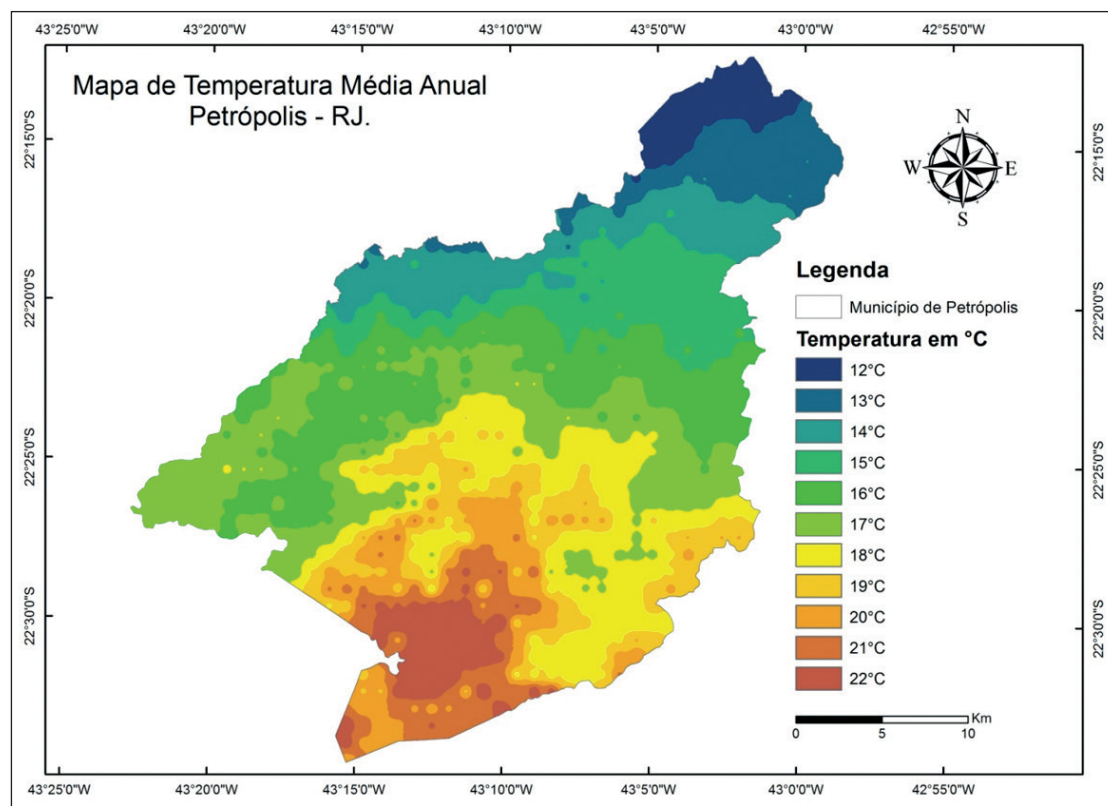 43°25'0"W 43°20'0"W 43°15'0"W 43°10'0"W 43°5'0"W 43°0'0"W 42°55'0"W
Mapa de Temperatura Média Anual
Petrópolis - RJ.
N
W E
S
22°15'0"S 22°15'0"S
Legenda
Município de Petrópolis
22°20'0"S 22°20'0"S
Temperatura em °C
12°C
13°C
14°C
15°C
22°25'0"S 22°25'0"S
16°C
17°C
18°C
19°C
20°C
22°30'0"S 22°30'0"S
21°C
22°C
Km
0 5 10
43°25'0"W 43°20'0"W 43°15'0"W 43°10'0"W 43°5'0"W 43°0'0"W 42°55'0"W